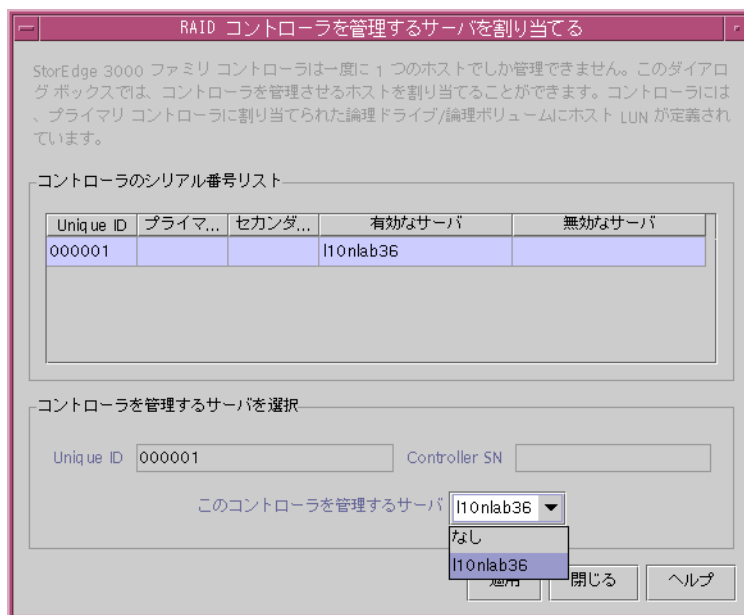 RAID コントローラを管理するサーバを割り当てる
StorEdge 3000 ファミリ コントローラは一度に 1 つのホストでしか管理できません。このダイアロ
グ ボックスでは、コントローラを管理させるホストを割り当てることができます。コントローラには
、プライマリ コントローラに割り当てられた論理ドライブ/論理ボリュームにホスト LUN が定義され
ています。
コントローラのシリアル番号リスト
Unique ID プライマ... セカンダ... 有効なサーバ 無効なサーバ
000001 l10nlab36
コントローラを管理するサーバを選択
Unique ID 000001 Controller SN
このコントローラを管理するサーバ l10nlab36
なし
l10nlab36
適用 閉じる ヘルプ